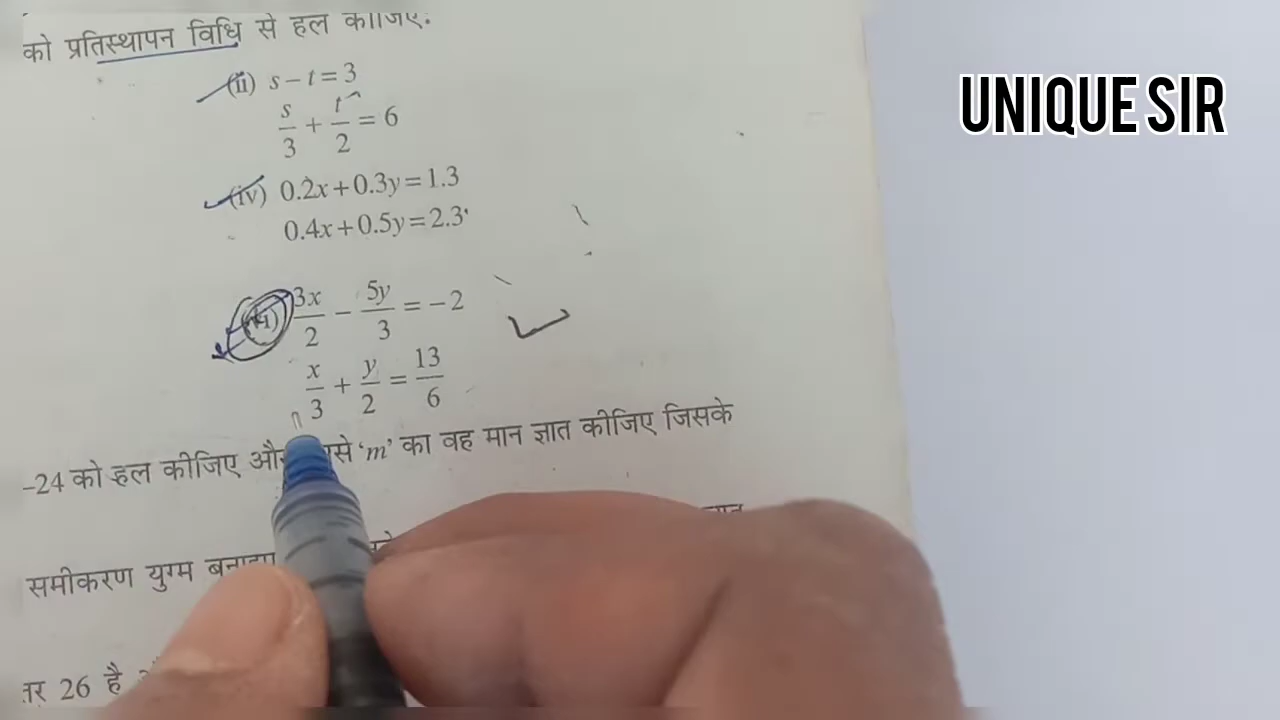 को प्रतिस्थापन विधि से हल कीजिए:
UNIQUE SIR
(ii) s − t = 3
s/3 + t/2 = 6
(iv) 0.2x + 0.3y = 1.3
0.4x + 0.5y = 2.3
3x/2 − 5y/3 = −2
x/3 + y/2 = 13/6
−24 को हल कीजिए और ‘m’ का वह मान ज्ञात कीजिए जिसके
समीकरण युग्म
26 है